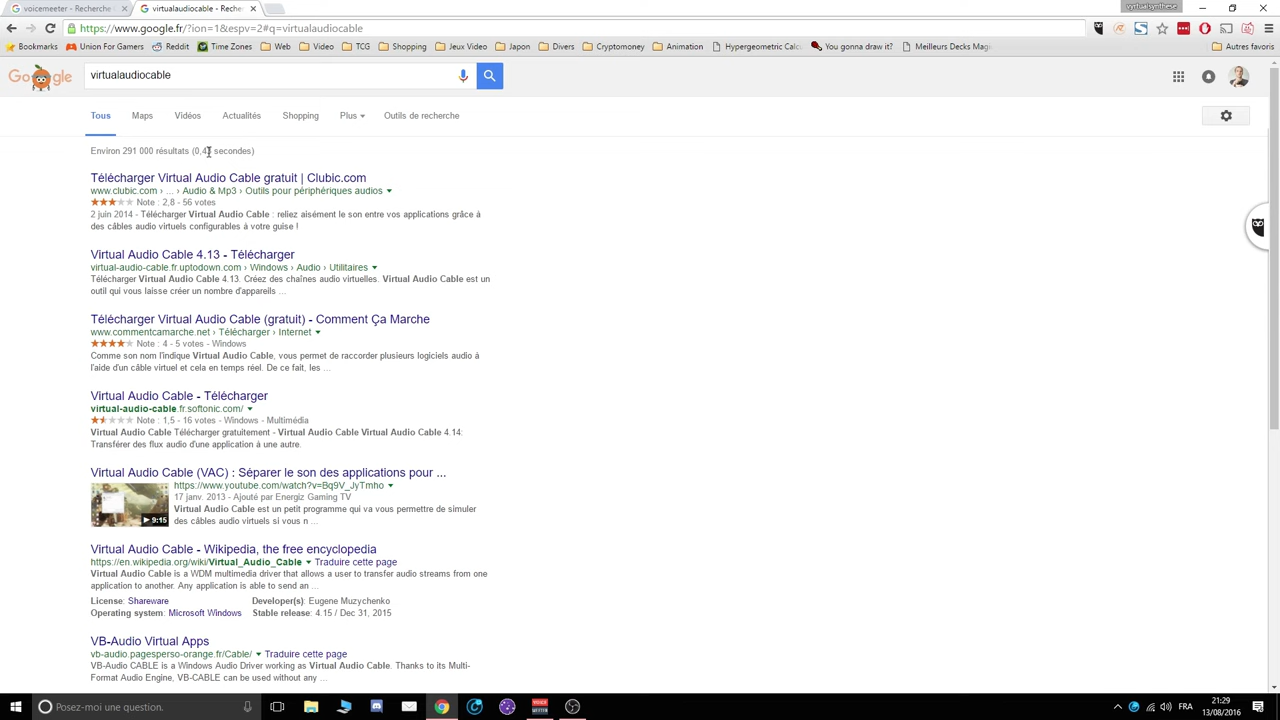 voicemeeter - Recherche
virtualaudiocable - Reche
vyrtualsynthese
https://www.google.fr/?ion=1&espv=2#q=virtualaudiocable
Bookmarks Union For Gamers Reddit Time Zones Web Video TCG Shopping Jeux Video Japon Divers Cryptomoney Animation Hypergeometric Calcul You gonna draw it? Meilleurs Decks Mag Autres favoris
Google
virtualaudiocable
Tous Maps Vidéos Actualités Shopping Plus Outils de recherche
Environ 291 000 résultats (0,4 secondes)
Télécharger Virtual Audio Cable gratuit | Clubic.com
www.clubic.com › ... › Audio & Mp3 › Outils pour périphériques audios
Note : 2,8 - 56 votes
2 juin 2014 - Télécharger Virtual Audio Cable : reliez aisément le son entre vos applications grâce à
des câbles audio virtuels configurables à votre guise !
Virtual Audio Cable 4.13 - Télécharger
virtual-audio-cable.fr.uptodown.com › Windows › Audio › Utilitaires
Télécharger Virtual Audio Cable 4.13. Créez des chaînes audio virtuelles. Virtual Audio Cable est un
outil qui vous laisse créer un nombre d'appareils ...
Télécharger Virtual Audio Cable (gratuit) - Comment Ça Marche
www.commentcamarche.net › Télécharger › Internet
Note : 4 - 5 votes - Windows
Comme son nom l'indique Virtual Audio Cable, vous permet de raccorder plusieurs logiciels audio à
l'aide d'un câble virtuel et cela en temps réel. De ce fait, les ...
Virtual Audio Cable - Télécharger
virtual-audio-cable.fr.softonic.com/
Note : 1,5 - 16 votes - Windows - Multimédia
Virtual Audio Cable Télécharger gratuitement - Virtual Audio Cable Virtual Audio Cable 4.14:
Transférer des flux audio d'une application à une autre.
Virtual Audio Cable (VAC) : Séparer le son des applications pour ...
https://www.youtube.com/watch?v=Bq9V_JyTmho
17 janv. 2013 - Ajouté par Energiz Gaming TV
Virtual Audio Cable est un petit programme qui va vous permettre de simuler
des câbles audio virtuels si vous n ...
9:15
Virtual Audio Cable - Wikipedia, the free encyclopedia
https://en.wikipedia.org/wiki/Virtual_Audio_Cable Traduire cette page
Virtual Audio Cable is a WDM multimedia driver that allows a user to transfer audio streams from one
application to another. Any application is able to send an ...
License: Shareware Developer(s): Eugene Muzychenko
Operating system: Microsoft Windows Stable release: 4.15 / Dec 31, 2015
VB-Audio Virtual Apps
vb-audio.pagesperso-orange.fr/Cable/ Traduire cette page
VB-Audio CABLE is a Windows Audio Driver working as Virtual Audio Cable. Thanks to its Multi-
Format Audio Engine, VB-CABLE can be used without any ...
Posez-moi une question.
FRA
21:29
13/08/2016